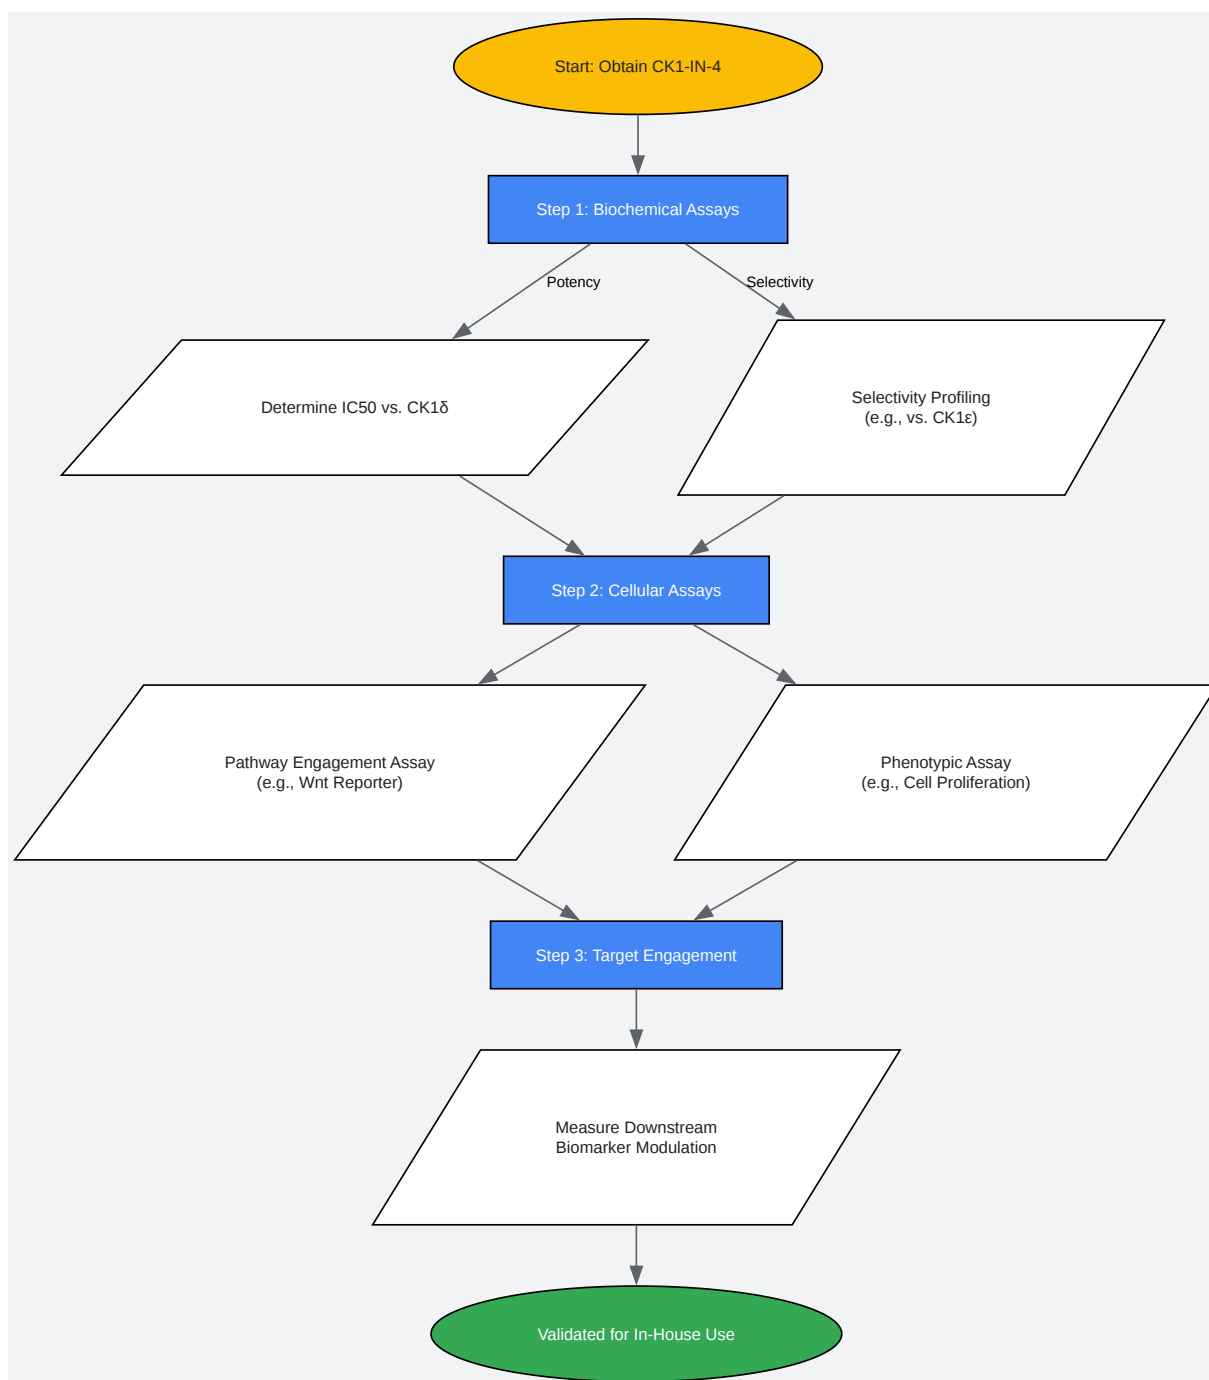 Start: Obtain CK1-IN-4
Step 1: Biochemical Assays
Potency
Selectivity
Determine IC50 vs. CK1δ
Selectivity Profiling
(e.g., vs. CK1ε)
Step 2: Cellular Assays
Pathway Engagement Assay
(e.g., Wnt Reporter)
Phenotypic Assay
(e.g., Cell Proliferation)
Step 3: Target Engagement
Measure Downstream
Biomarker Modulation
Validated for In-House Use